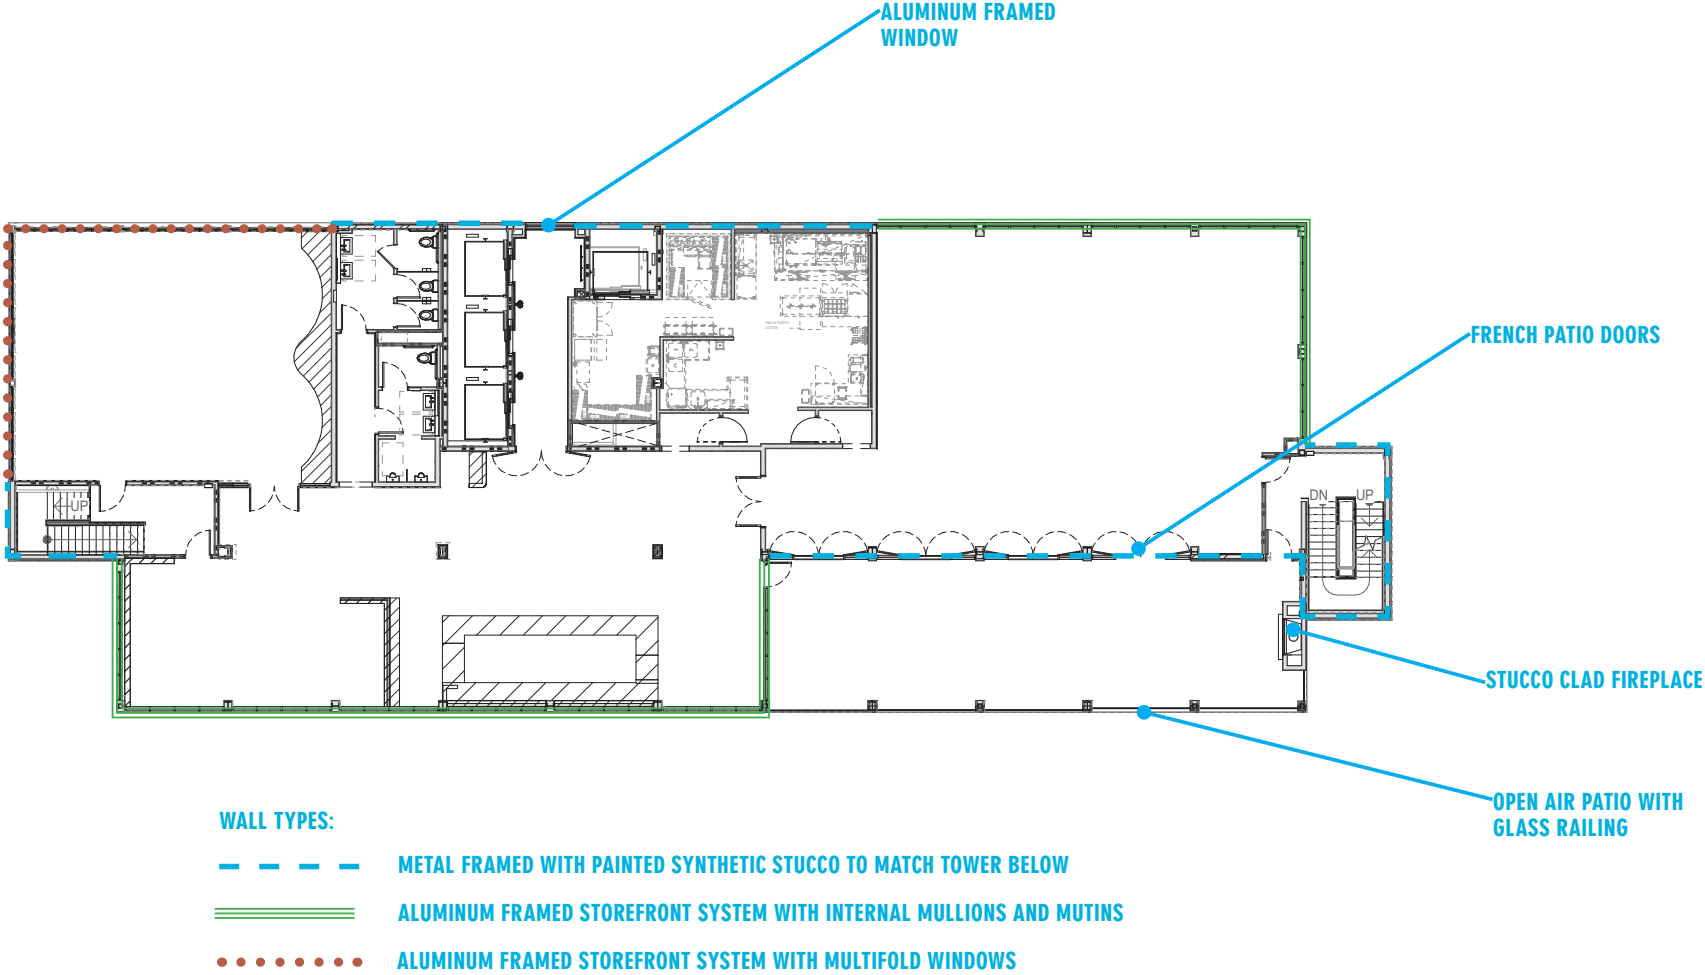 ALUMINUM FRAMED
WINDOW
FRENCH PATIO DOORS
UP
DN
UP
STUCCO CLAD FIREPLACE
OPEN AIR PATIO WITH
GLASS RAILING
WALL TYPES:
METAL FRAMED WITH PAINTED SYNTHETIC STUCCO TO MATCH TOWER BELOW
ALUMINUM FRAMED STOREFRONT SYSTEM WITH INTERNAL MULLIONS AND MUTINS
ALUMINUM FRAMED STOREFRONT SYSTEM WITH MULTIFOLD WINDOWS